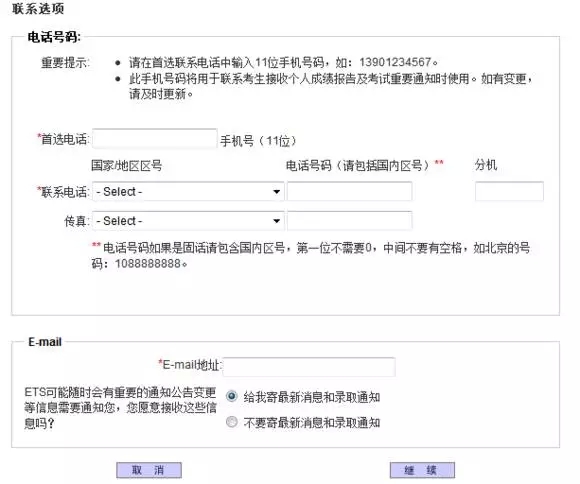 联系选项
电话号码:
重要提示: • 请在首选联系电话中输入11位手机号码，如：13901234567。
• 此手机号码将用于联系考生接收个人成绩报告及考试重要通知时使用。如有变更，
请及时更新。
*首选电话: 手机号（11位）
国家/地区区号 电话号码（请包括国内区号）** 分机
*联系电话: - Select -
传真: - Select -
** 电话号码如果是固话请包含国内区号，第一位不需要0，中间不要有空格，如北京的号
码：1088888888。
E-mail
*E-mail地址:
ETS可能随时会有重要的通知公告变更
等信息需要通知您，您愿意接收这些信
息吗？
给我寄最新消息和录取通知
不要寄最新消息和录取通知
取 消 继 续